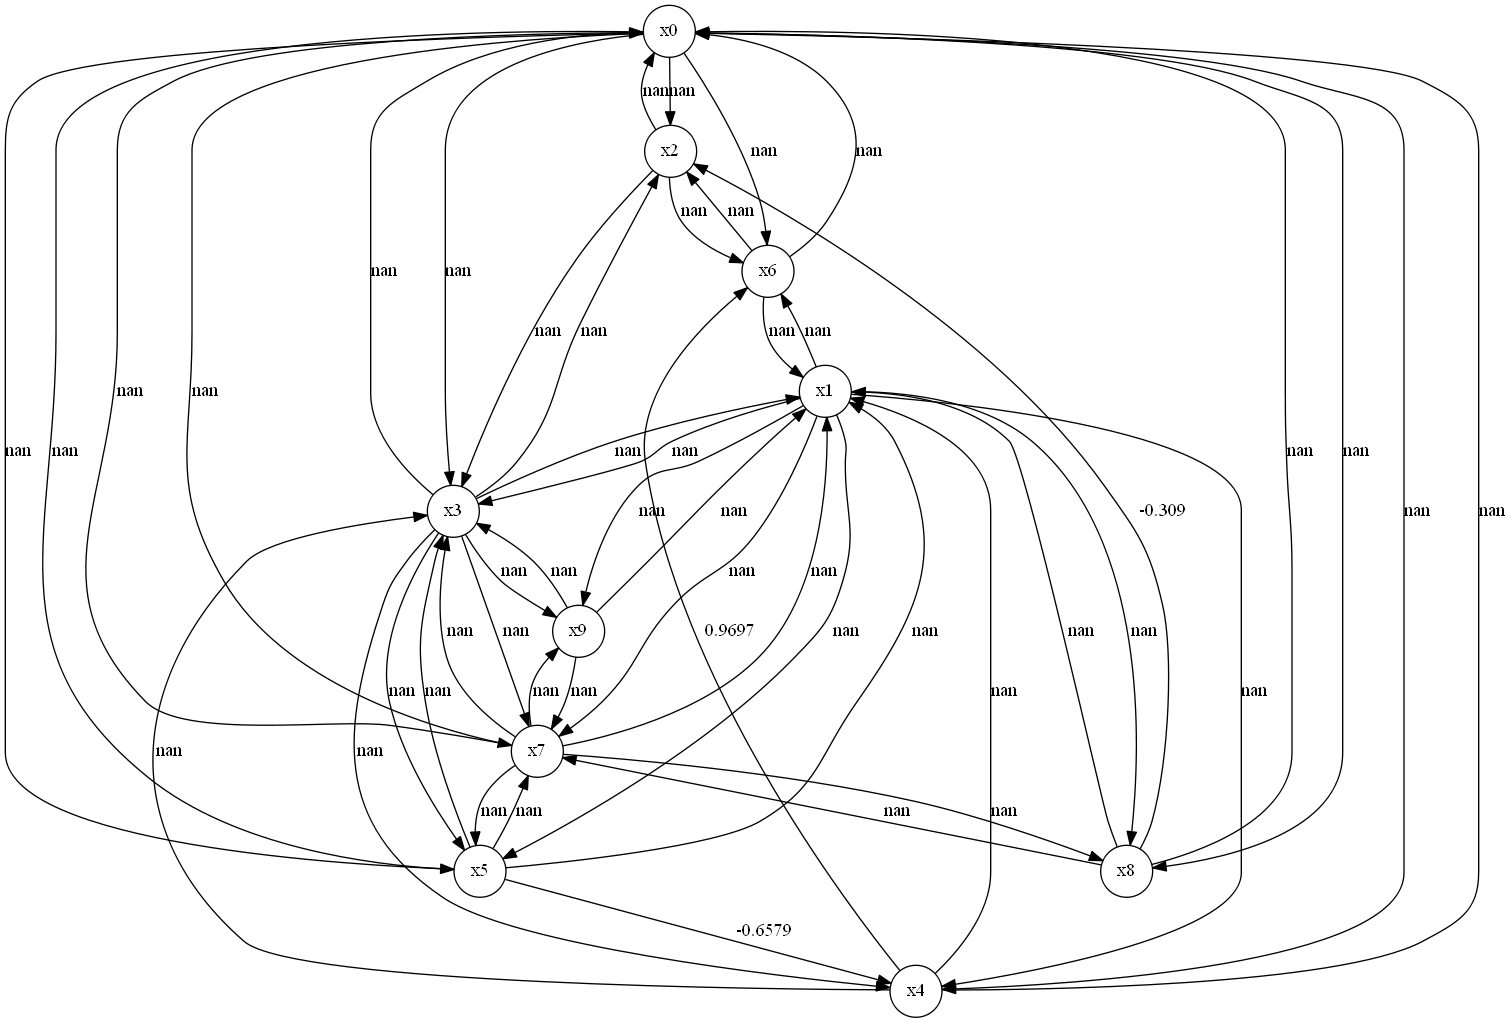 x0
nan nan
x2 nan nan
nan nan
x6
nan nan
nan nan nan nan
x1
nan nan
nan nan nan nan nan nan
x3 nan nan -0.309 nan nan
nan nan
x9 0.9697 nan nan nan nan
nan nan
nan nan nan nan nan nan nan
x7
nan nan
nan nan nan nan
x5 x8
-0.6579
x4